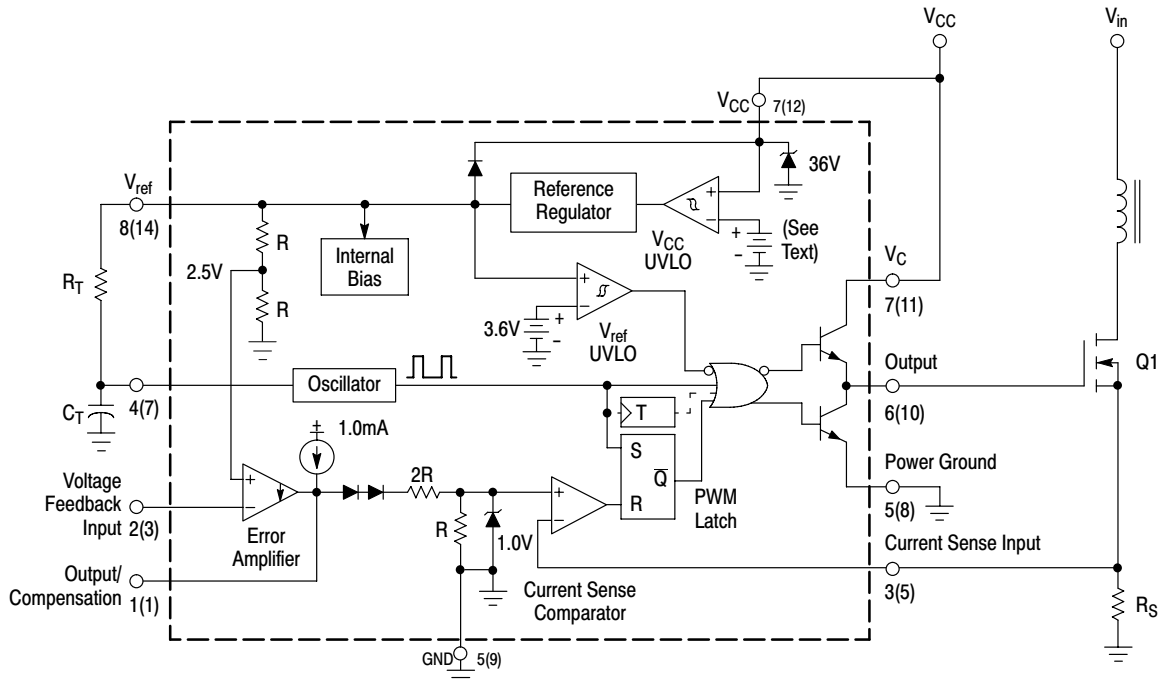 VCC
Vin
VCC
7(12)
36V
Vref
8(14)
Reference
Regulator
+
−
VCC
UVLO
+
-
(See
Text)
R
Internal
Bias
2.5V
R
RT
+
−
3.6V
+
-
Vref
UVLO
VC
7(11)
Q1
Output
6(10)
Oscillator
4(7)
CT
T
1.0mA
S
Q
R
PWM
Latch
Power Ground
5(8)
Voltage
Feedback
Input
2(3)
+
−
Error
Amplifier
2R
R
1.0V
+
−
Current Sense
Comparator
Current Sense Input
3(5)
Output/
Compensation
1(1)
RS
GND
5(9)